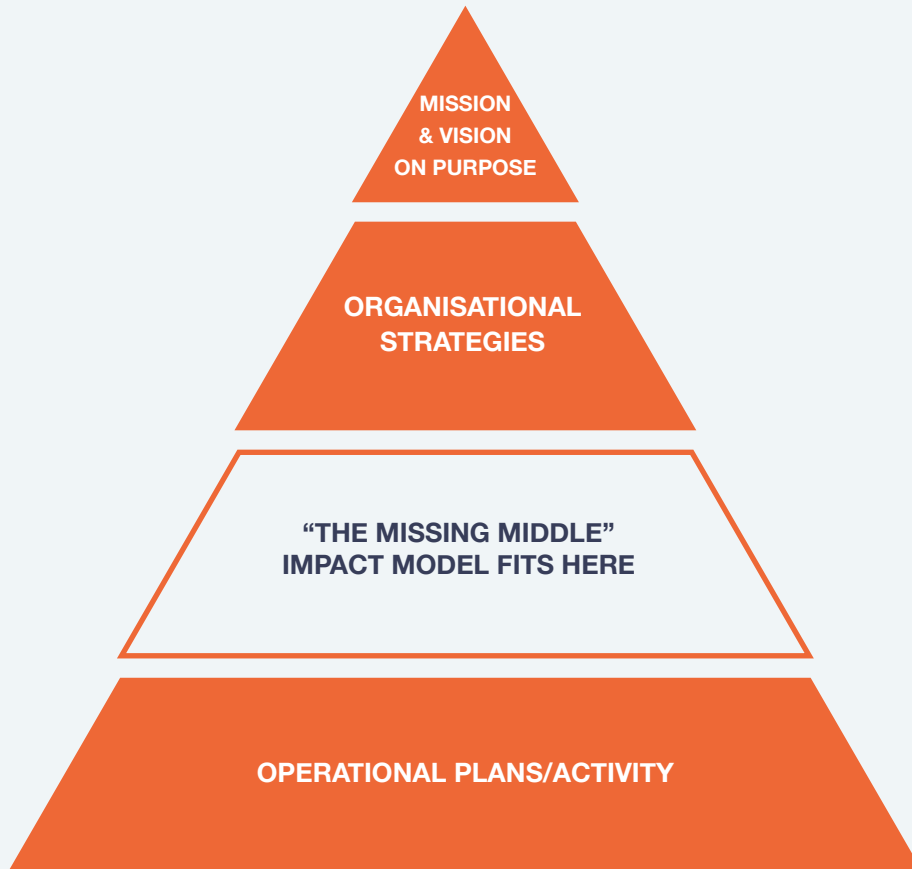 MISSION
& VISION
ON PURPOSE
ORGANISATIONAL
STRATEGIES
“THE MISSING MIDDLE”
IMPACT MODEL FITS HERE
OPERATIONAL PLANS/ACTIVITY